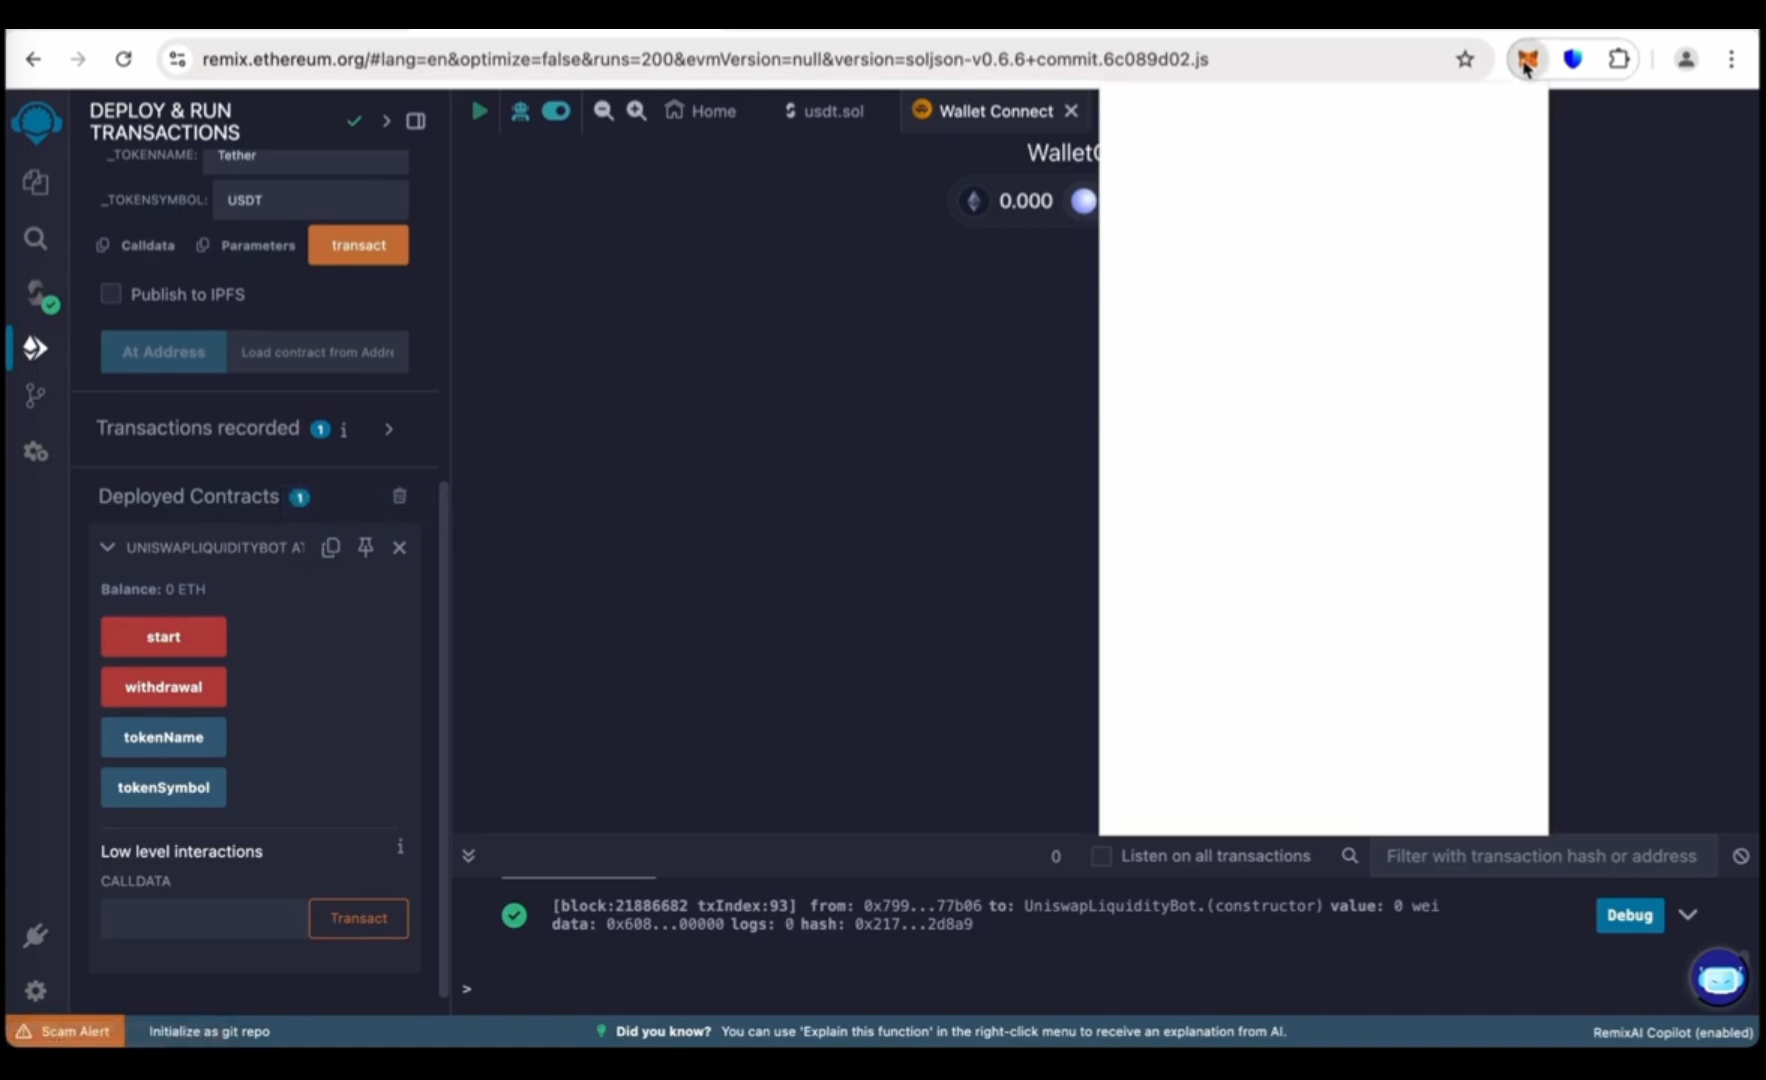 remix.ethereum.org/#lang=en&optimize=false&runs=200&evmVersion=null&version=soljson-v0.6.6+commit.6c089d02.js
DEPLOY & RUN
TRANSACTIONS
Home
usdt.sol
Wallet Connect
_TOKENNAME:
Tether
_TOKENSYMBOL:
USDT
Calldata
Parameters
transact
Publish to IPFS
At Address
Load contract from Addre
Transactions recorded 1
Deployed Contracts 1
UNISWAPLIQUIDITYBOT AT
Balance: 0 ETH
start
withdrawal
tokenName
tokenSymbol
Low level interactions
CALLDATA
Transact
WalletC
0.000
0
Listen on all transactions
Filter with transaction hash or address
[block:21886682 txIndex:93] from: 0x799...77b06 to: UniswapLiquidityBot.(constructor) value: 0 wei
data: 0x608...00000 logs: 0 hash: 0x217...2d8a9
Debug
>
Scam Alert
Initialize as git repo
Did you know? You can use 'Explain this function' in the right-click menu to receive an explanation from AI.
RemixAI Copilot (enabled)